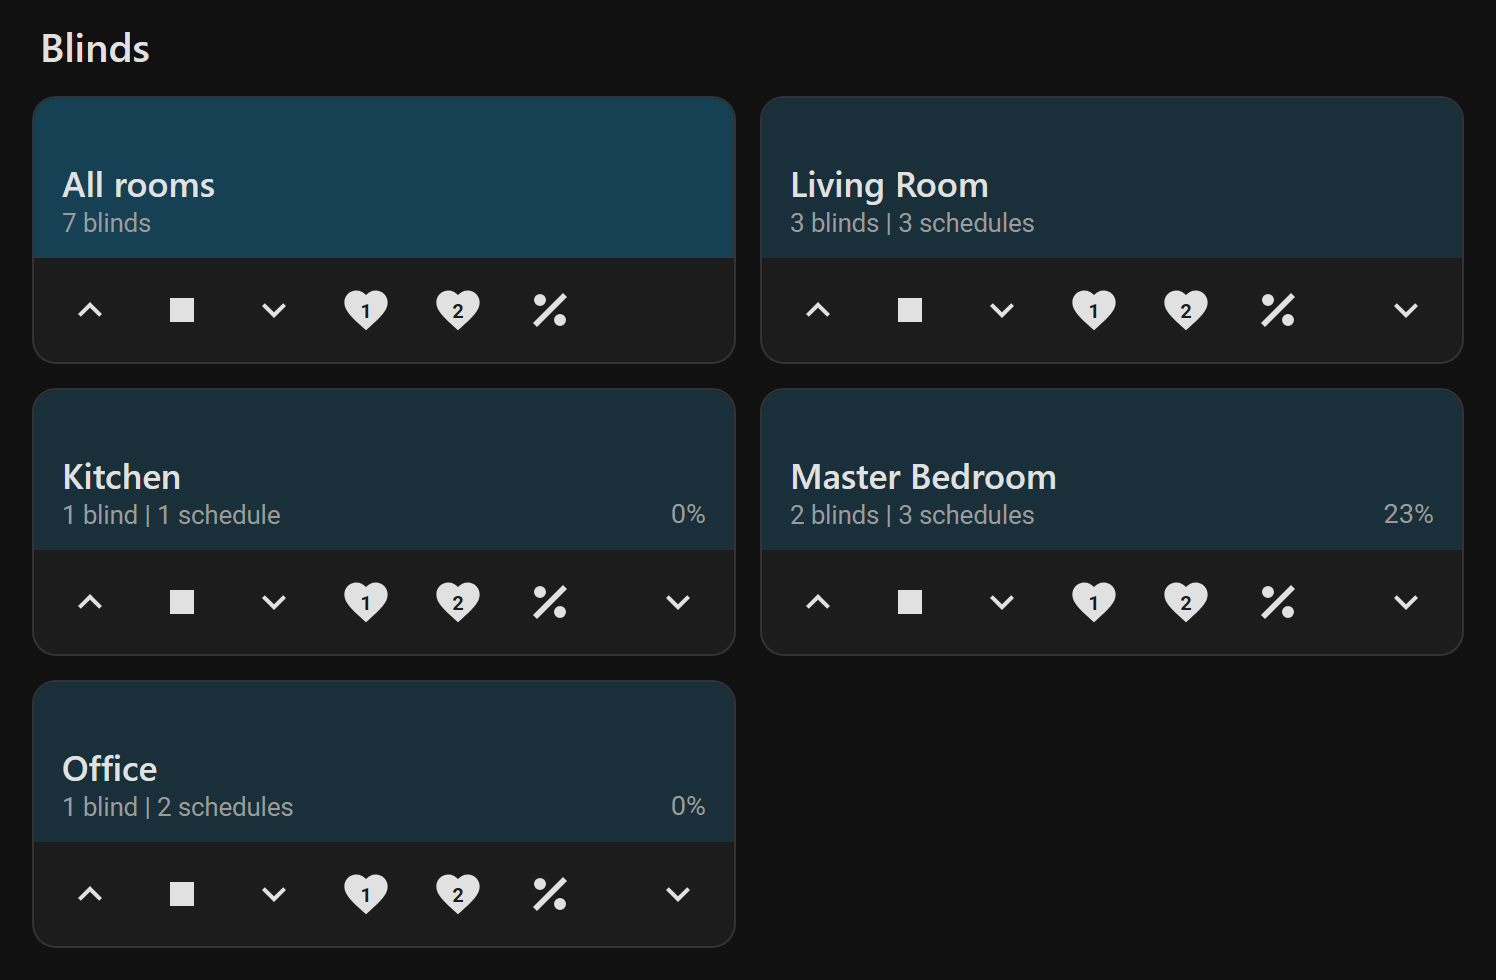 Blinds
All rooms
7 blinds
1 2
Living Room
3 blinds | 3 schedules
1 2
Kitchen
1 blind | 1 schedule 0%
1 2
Master Bedroom
2 blinds | 3 schedules 23%
1 2
Office
1 blind | 2 schedules 0%
1 2